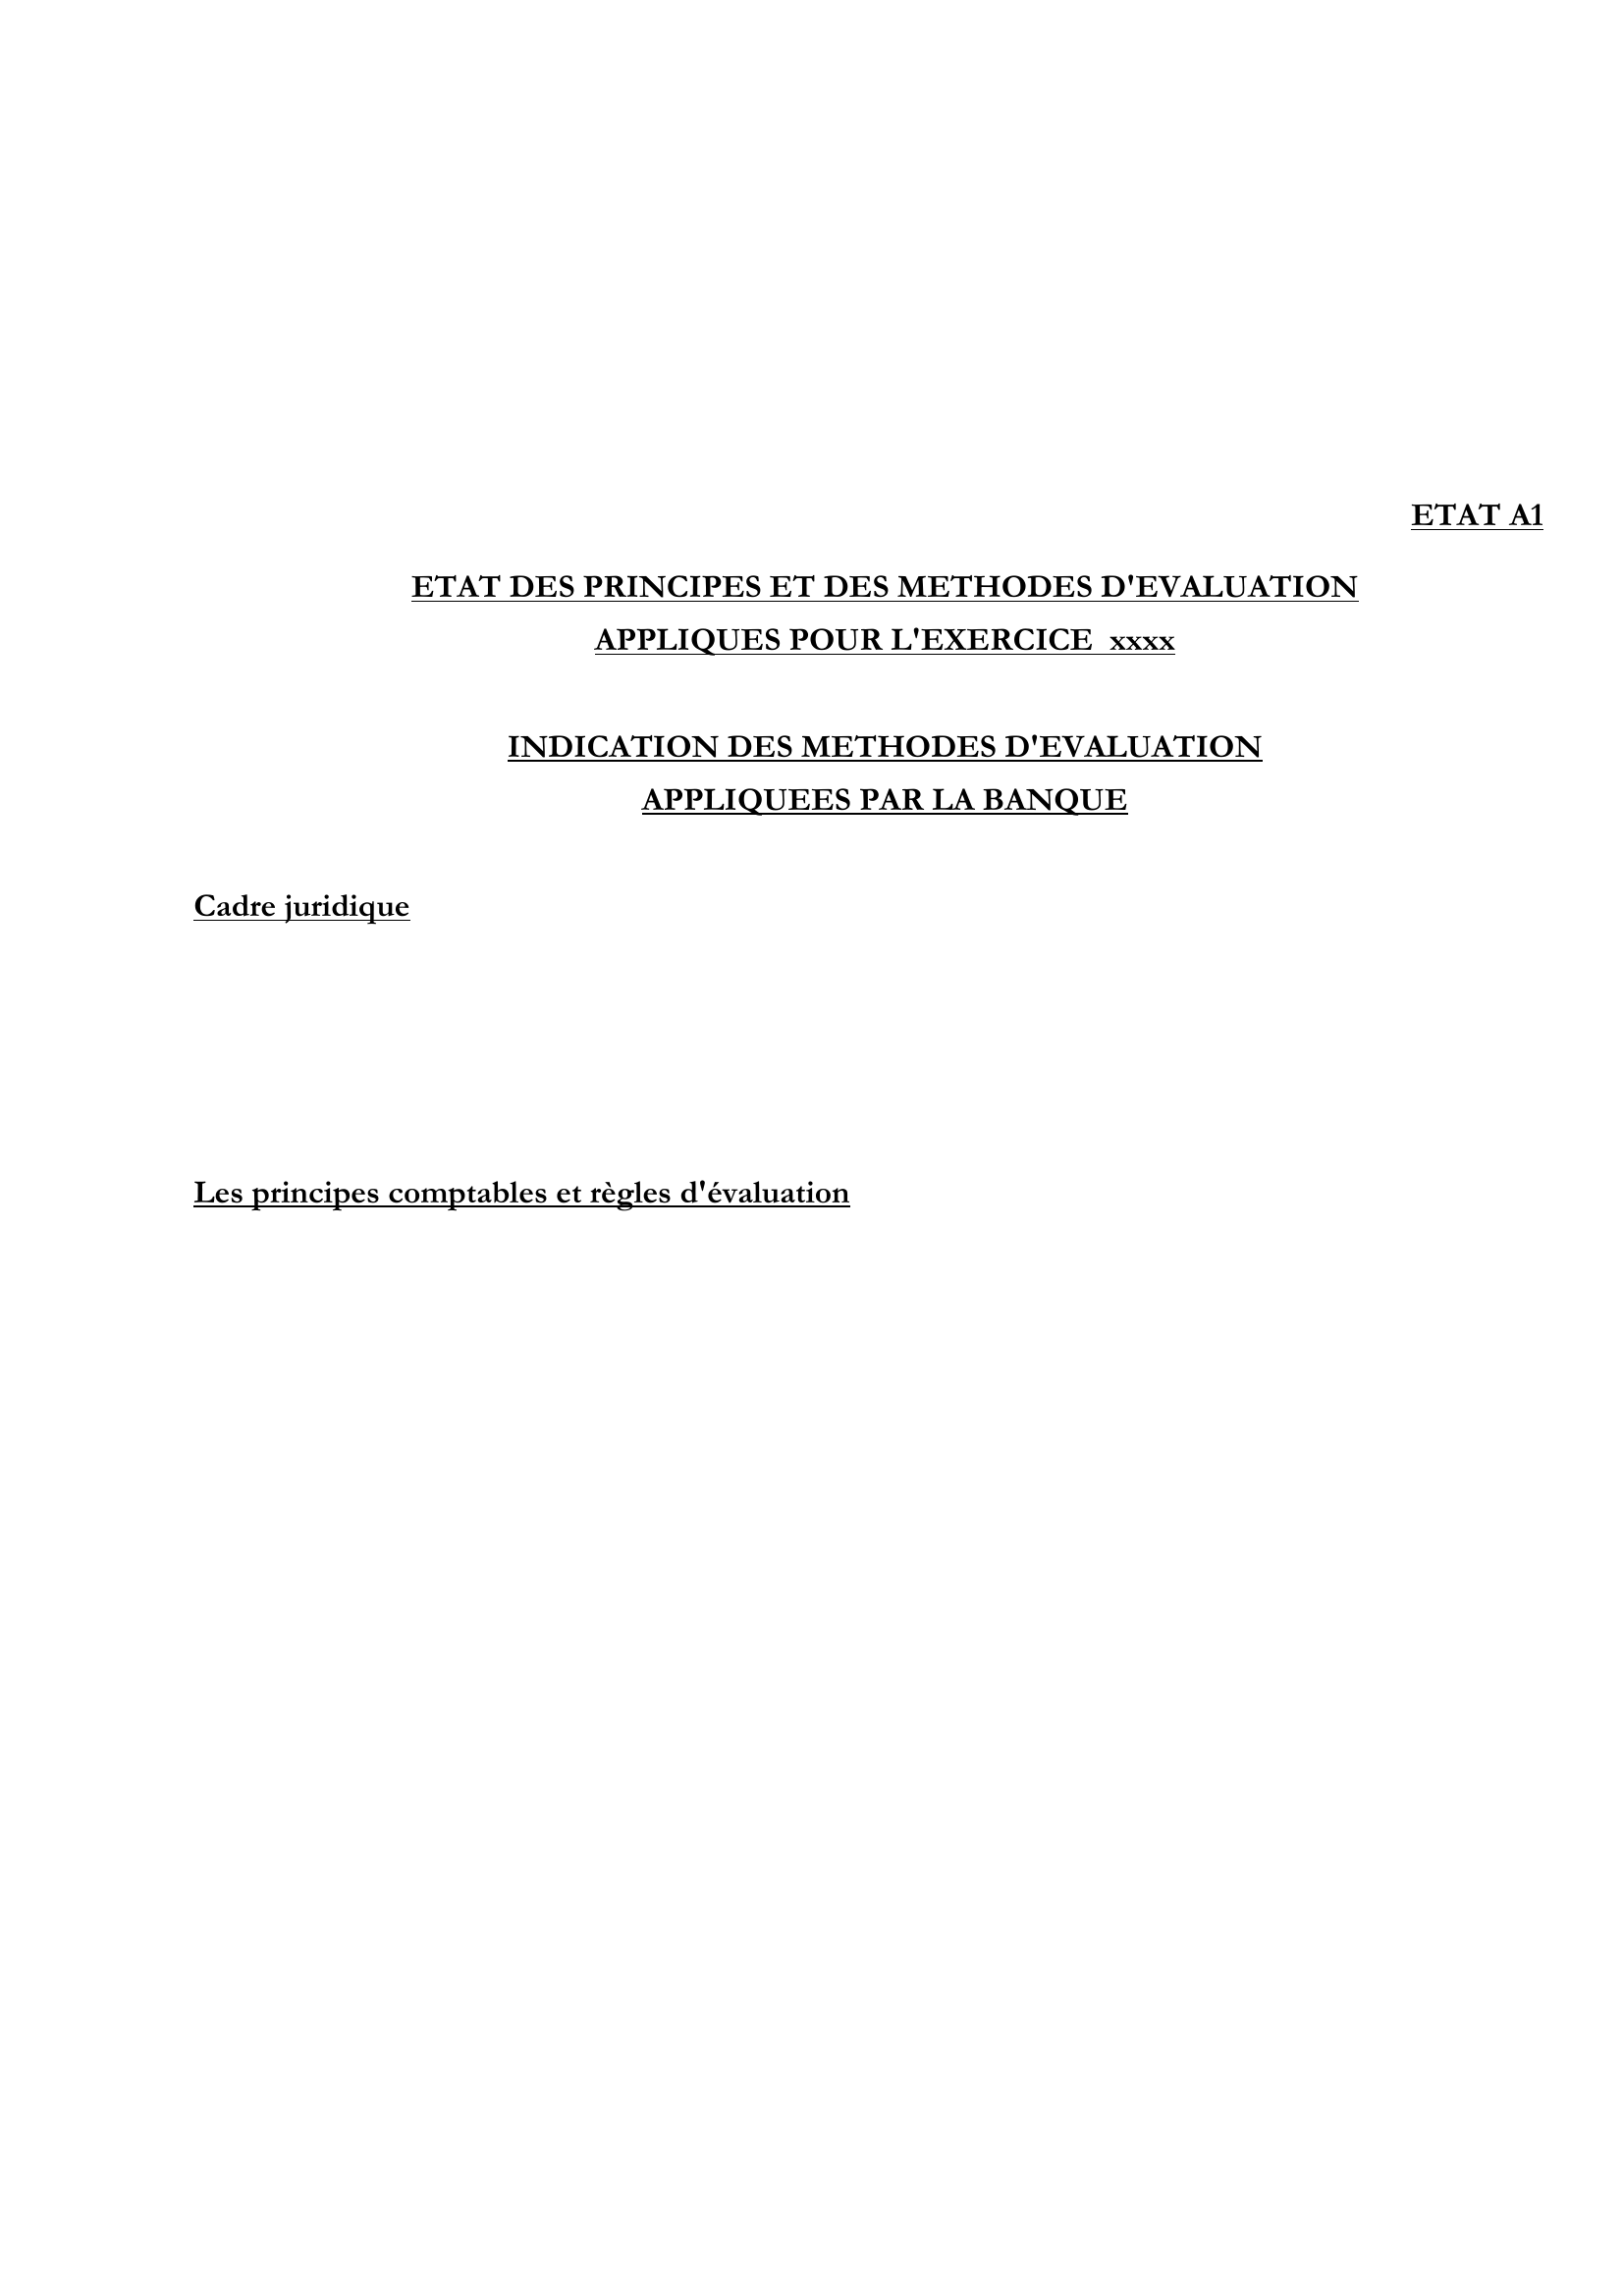 ETAT A1
ETAT DES PRINCIPES ET DES METHODES D'EVALUATION
APPLIQUES POUR L'EXERCICE  xxxx
INDICATION DES METHODES D'EVALUATION
APPLIQUEES PAR LA BANQUE
Cadre juridique
Les principes comptables et règles d'évaluation